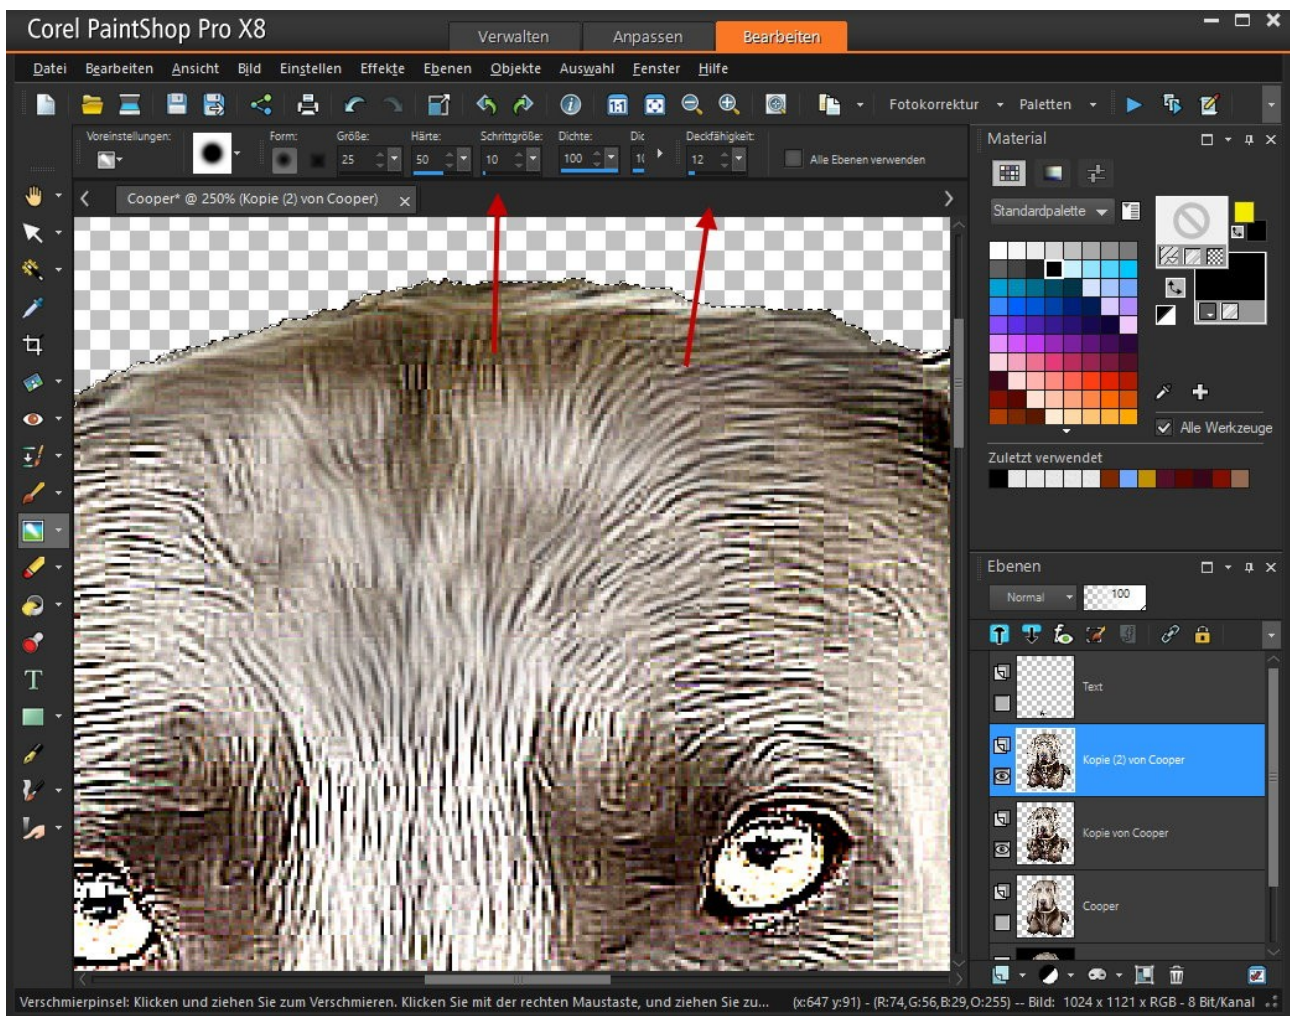 Corel PaintShop Pro X8
Verwalten Anpassen Bearbeiten
Datei Bearbeiten Ansicht Bild Einstellen Effekte Ebenen Objekte Auswahl Fenster Hilfe
1:1 Fotokorrektur Paletten
Voreinstellungen: Form: Größe: Härte: Schrittgröße: Dichte: Dic Deckfähigkeit:
25 50 10 100 1( 12 Alle Ebenen verwenden
Cooper* @ 250% (Kopie (2) von Cooper)
Material
Standardpalette
Alle Werkzeuge
Zuletzt verwendet
Ebenen
Normal 100
Text
Kopie (2) von Cooper
Kopie von Cooper
Cooper
Verschmierpinsel: Klicken und ziehen Sie zum Verschmieren. Klicken Sie mit der rechten Maustaste, und ziehen Sie zu... (x:647 y:91) - (R:74,G:56,B:29,O:255) -- Bild: 1024 x 1121 x RGB - 8 Bit/Kanal